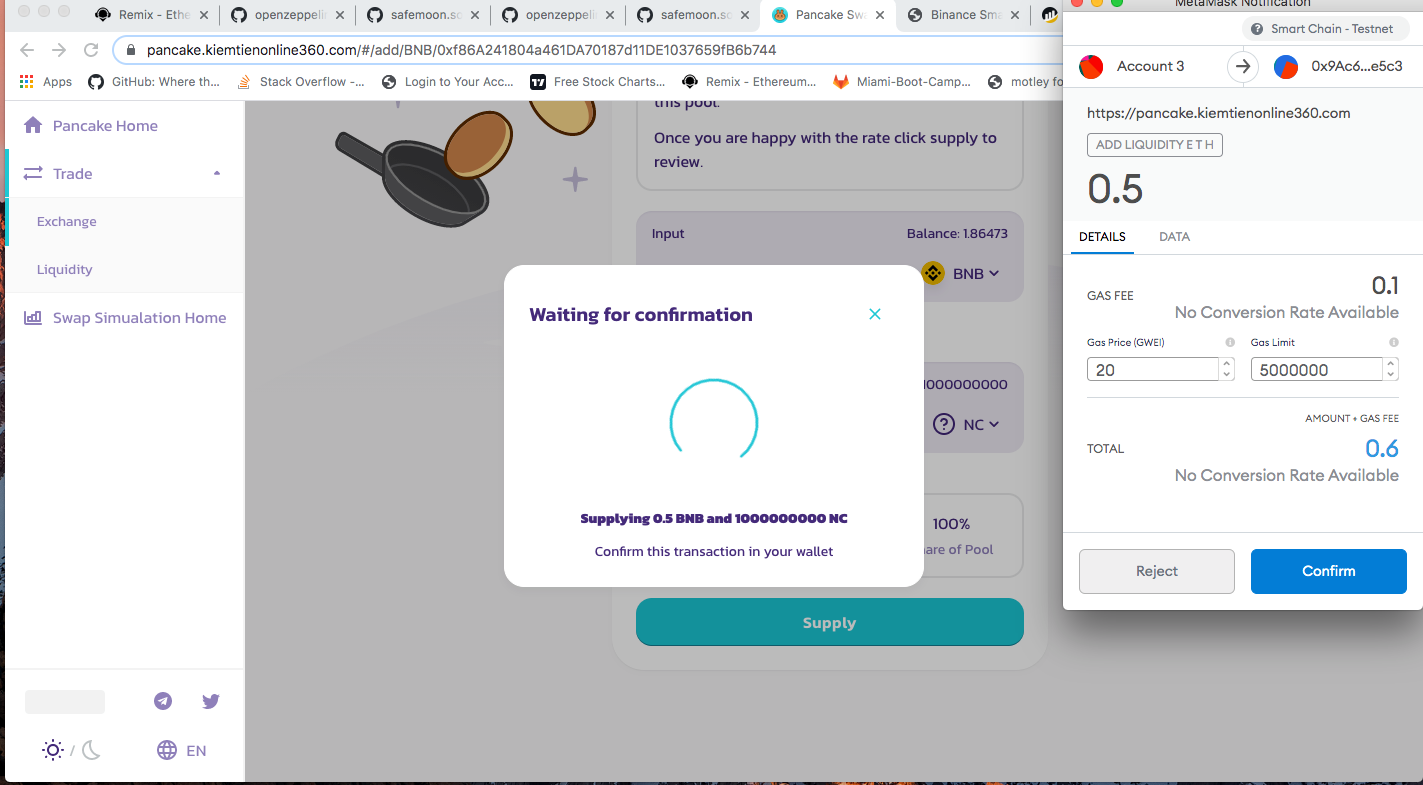 Remix - Ethe
openzeppeli
safemoon.sc
openzeppeli
safemoon.sc
Pancake Swa
Binance Sma
pancake.kiemtienonline360.com/#/add/BNB/0xf86A241804a461DA70187d11DE1037659fB6b744
Apps
GitHub: Where th...
Stack Overflow -...
Login to Your Acc...
Free Stock Charts...
Remix - Ethereum...
Miami-Boot-Camp...
motley fo
Pancake Home
Trade
Exchange
Liquidity
Swap Simualation Home
EN
this pool.
Once you are happy with the rate click supply to
review.
Input
Balance: 1.86473
BNB
1000000000
NC
100%
are of Pool
Supply
Waiting for confirmation
Supplying 0.5 BNB and 1000000000 NC
Confirm this transaction in your wallet
MetaMask Notification
Smart Chain - Testnet
Account 3
0x9Ac6...e5c3
https://pancake.kiemtienonline360.com
ADD LIQUIDITY E T H
0.5
DETAILS
DATA
GAS FEE
0.1
No Conversion Rate Available
Gas Price (GWEI)
Gas Limit
20
5000000
AMOUNT + GAS FEE
TOTAL
0.6
No Conversion Rate Available
Reject
Confirm